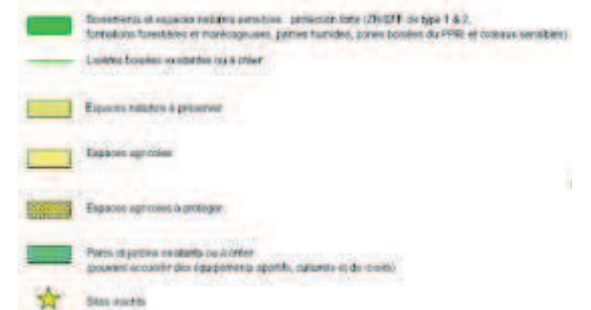 Boisements et espaces naturels sensibles : protection forte (ZNIEFF de type 1 & 2,
formations forestières et marécageuses, prairies humides, zones boisées du PPRI et coteaux sensibles)
Lisières boisées existantes ou à créer
Espaces naturels à préserver
Espaces agricoles
Espaces agricoles à protéger
Parcs et jardins existants ou à créer
(pouvant accueillir des équipements sportifs, culturels et de loisirs)
Sites inscrits